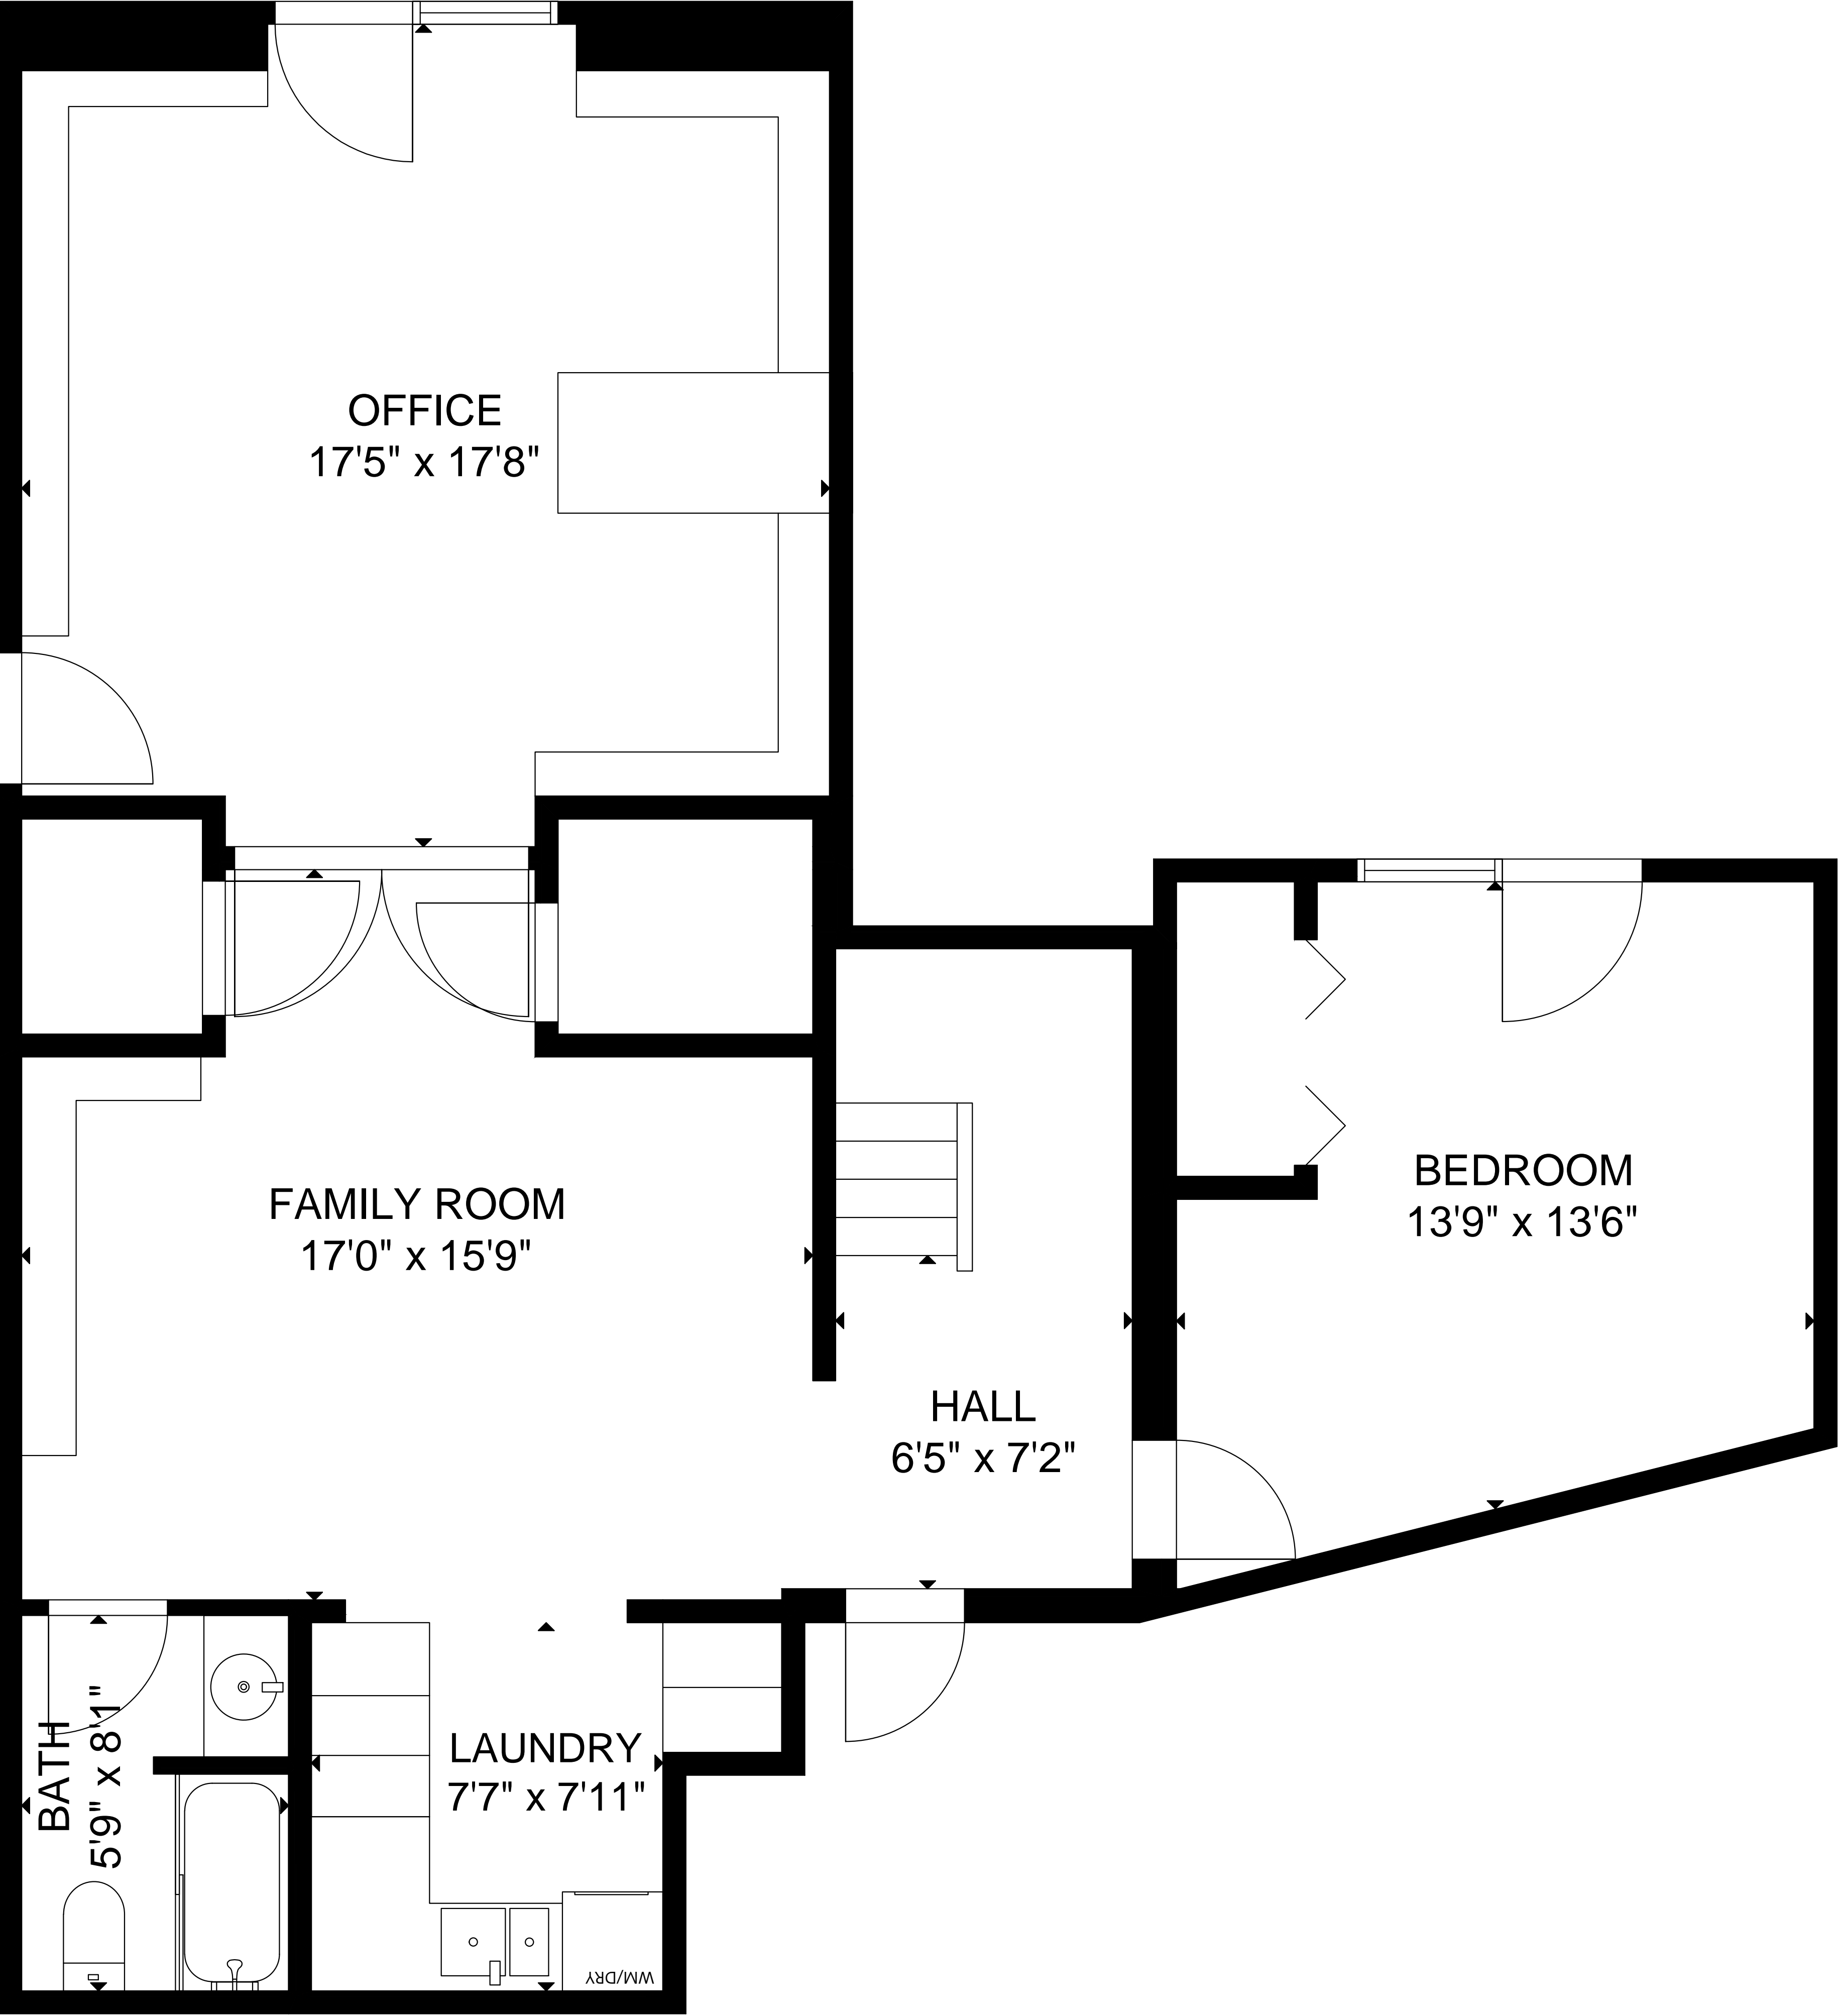 OFFICE
17'5" x 17'8"
FAMILY ROOM
17'0" x 15'9"
BEDROOM
13'9" x 13'6"
HALL
6'5" x 7'2"
BATH
5'9" x 8'1"
LAUNDRY
7'7" x 7'11"
WM/DRY